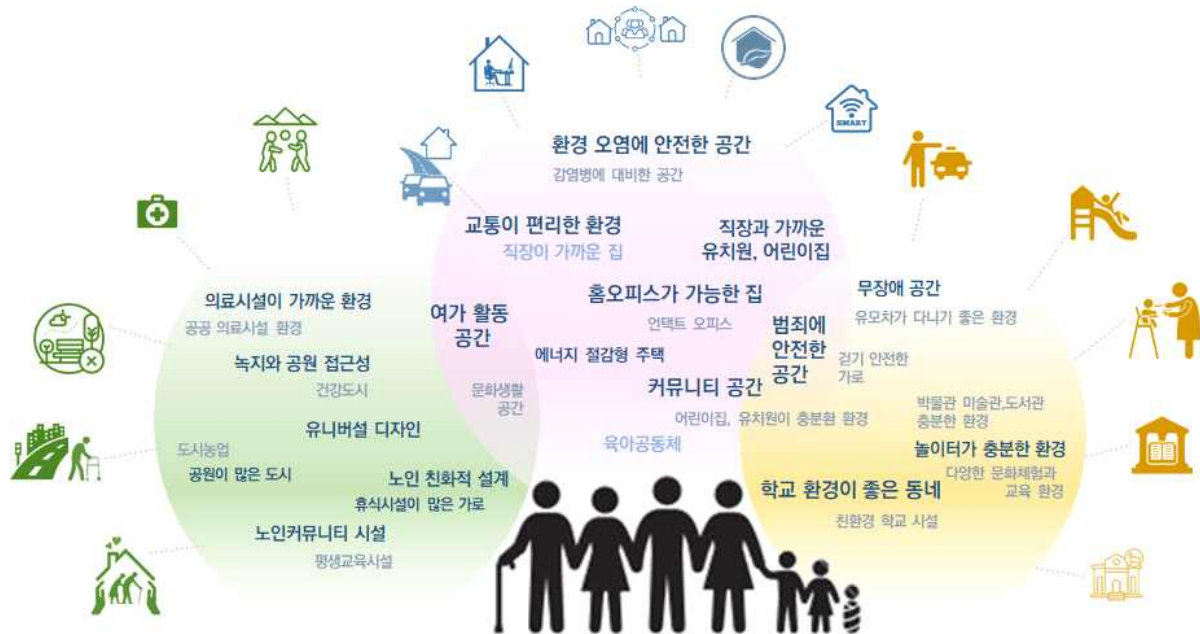 SMART
환경 오염에 안전한 공간
감염병에 대비한 공간
교통이 편리한 환경
직장이 가까운 집
직장과 가까운
유치원, 어린이집
홈오피스가 가능한 집
언택트 오피스
여가 활동
공간
에너지 절감형 주택
범죄에
안전한
공간
커뮤니티 공간
어린이집, 유치원이 충분환 환경
문화생활
공간
육아공동체
의료시설이 가까운 환경
공공 의료시설 환경
녹지와 공원 접근성
건강도시
유니버설 디자인
도시농업
공원이 많은 도시
노인 친화적 설계
휴식시설이 많은 가로
노인커뮤니티 시설
평생교육시설
무장애 공간
유모차가 다니기 좋은 환경
걷기 안전한
가로
박물관 미술관,도서관
충분한 환경
놀이터가 충분한 환경
다양한 문화체험과
교육 환경
학교 환경이 좋은 동네
친환경 학교 시설